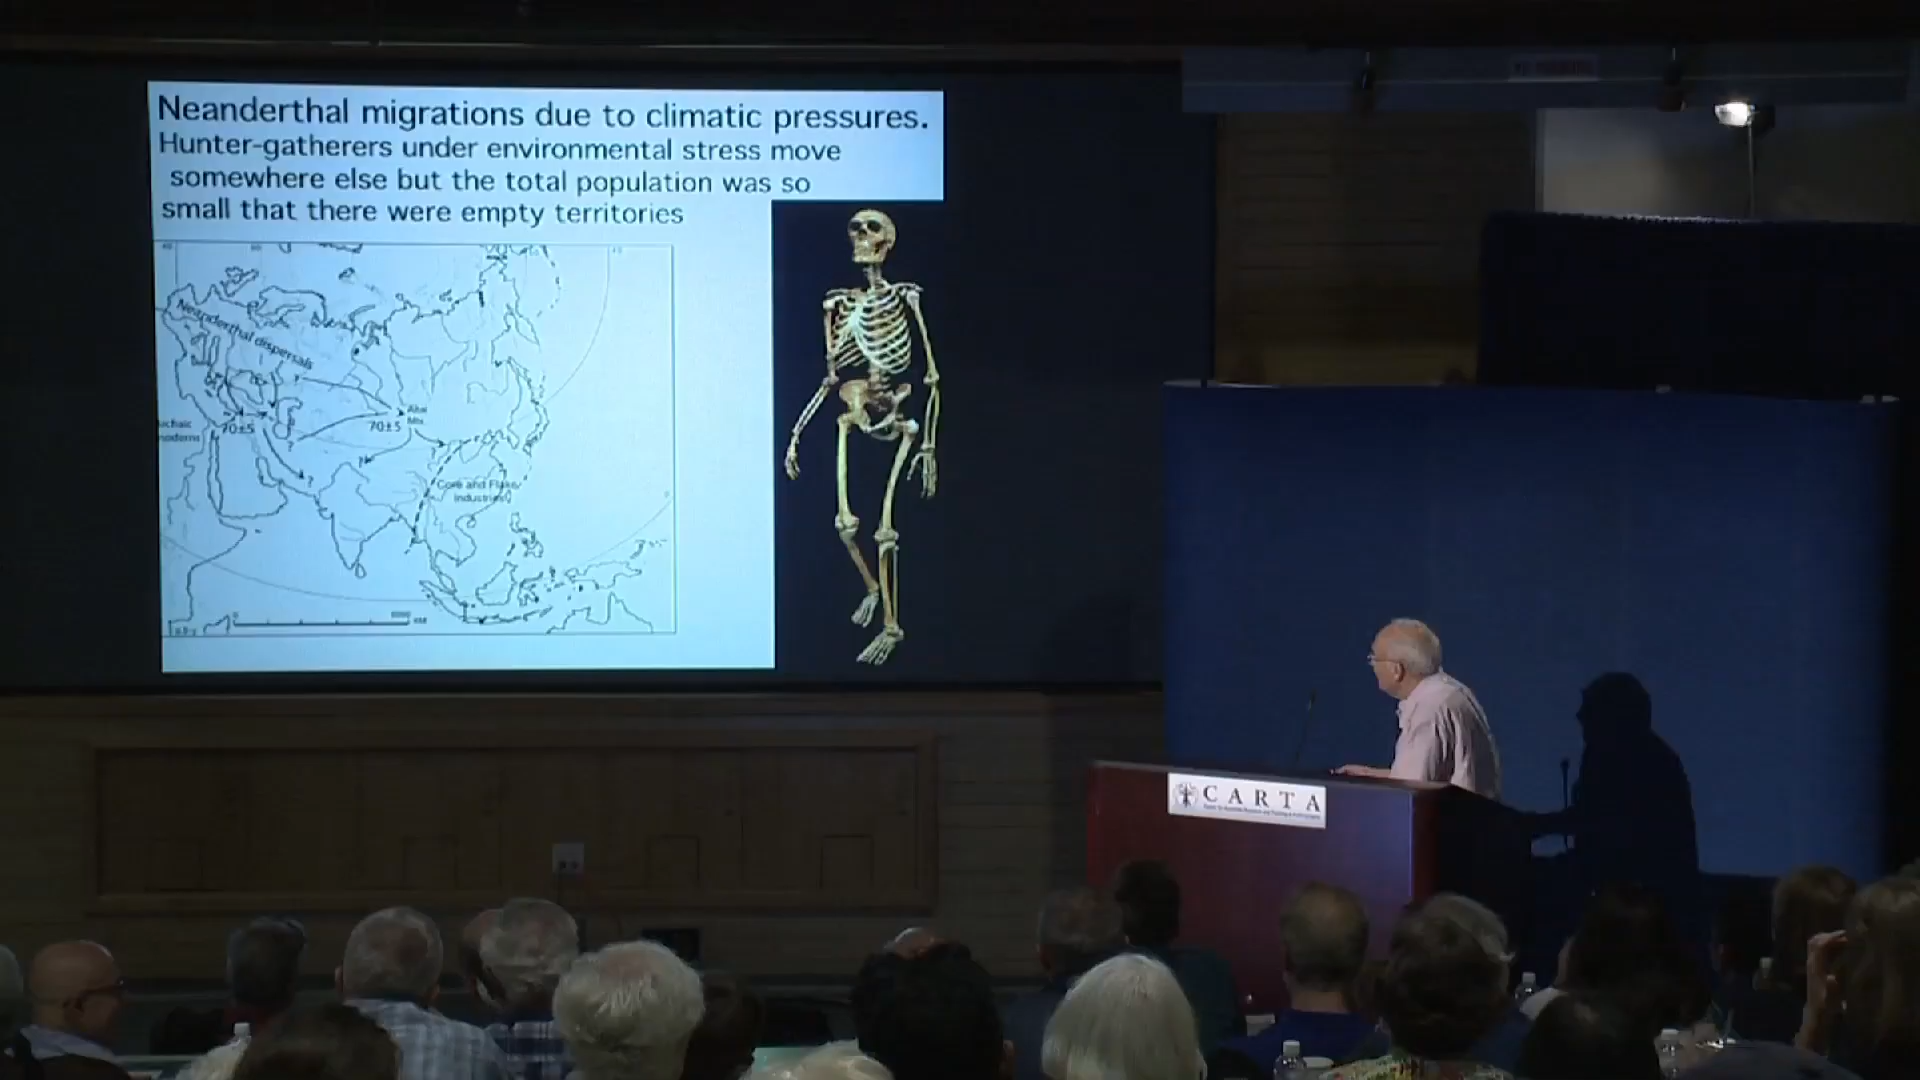 Neanderthal migrations due to climatic pressures.
Hunter-gatherers under environmental stress move
somewhere else but the total population was so
small that there were empty territories
Neanderthal dispersals
Altai
Mts
70±5
70±5
Core and Flake
Industries
CARTA